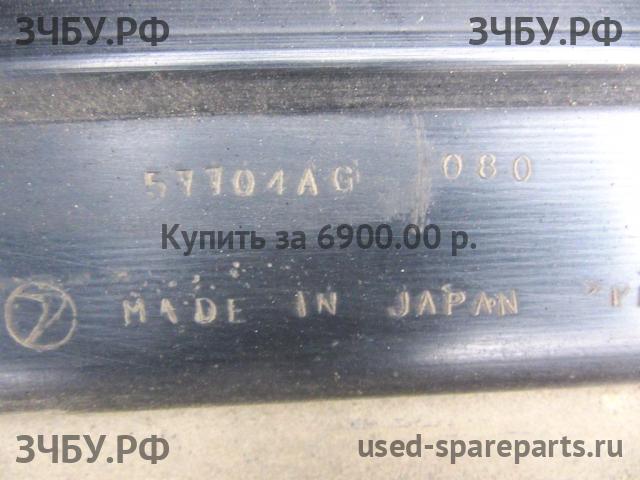 ЗЧБУ.РФ ЗЧБУ.РФ
57704AG 080
Купить за 6900.00 р.
MADE IN JAPAN
ЗЧБУ.РФ used-spareparts.ru